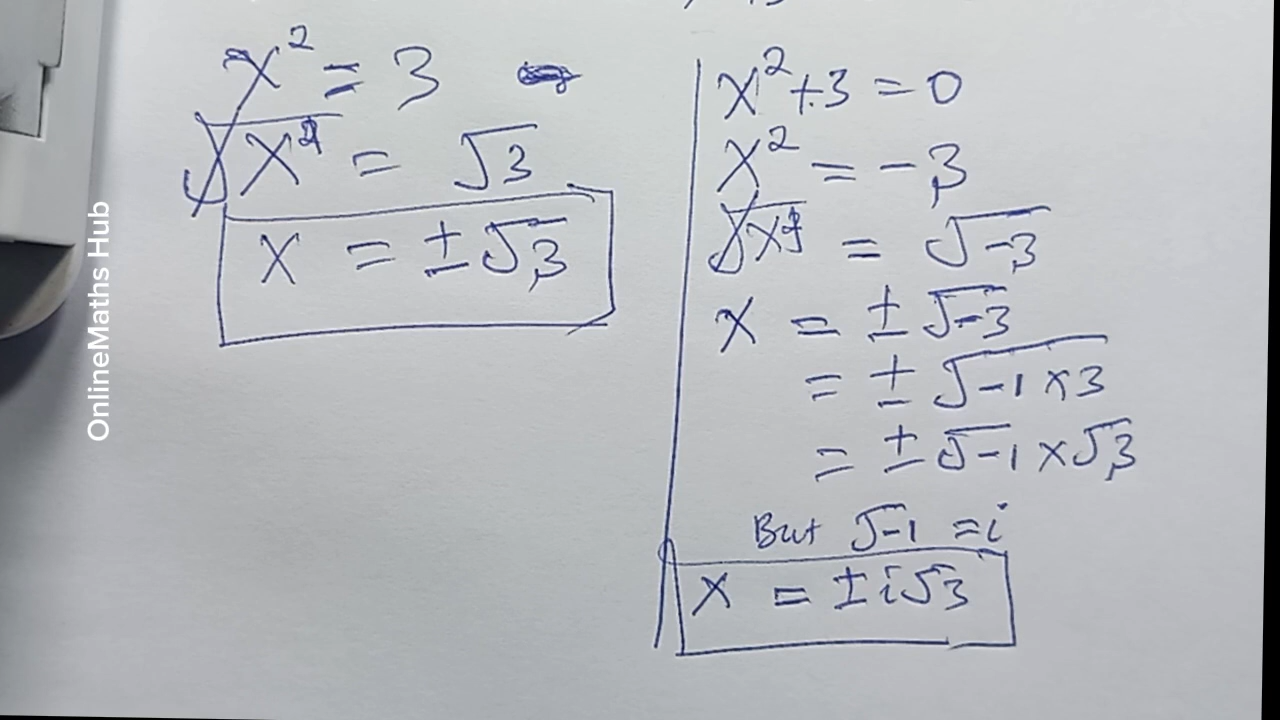 x² = 3
√x² = √3
x = ±√3
x²+3 = 0
x² = -3
√x² = √-3
x = ±√-3
= ±√-1×3
= ±√-1×√3
But √-1 = i
x = ±i√3
OnlineMaths Hub